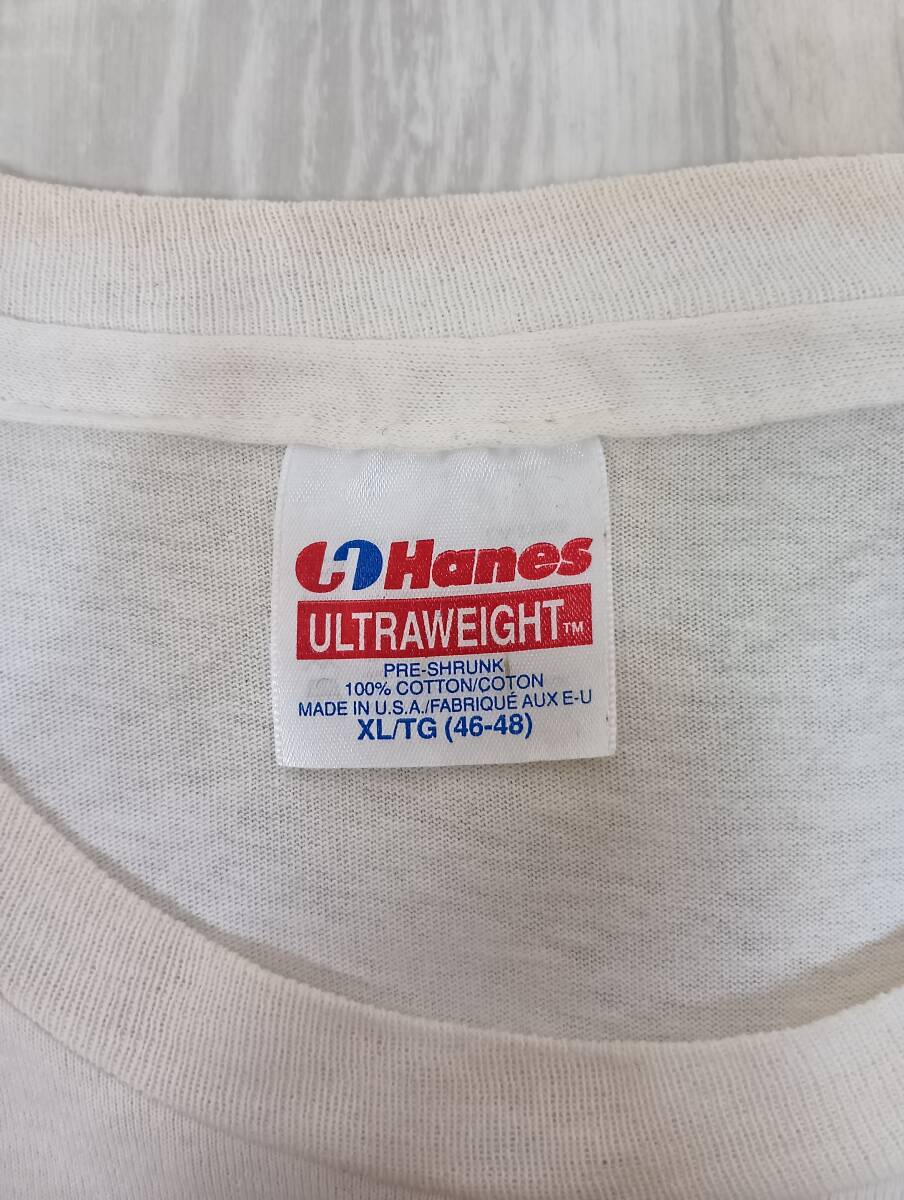 Hanes
ULTRAWEIGHT™
PRE-SHRUNK
100% COTTON/COTON
MADE IN U.S.A./FABRIQUÉ AUX E-U
XL/TG (46-48)